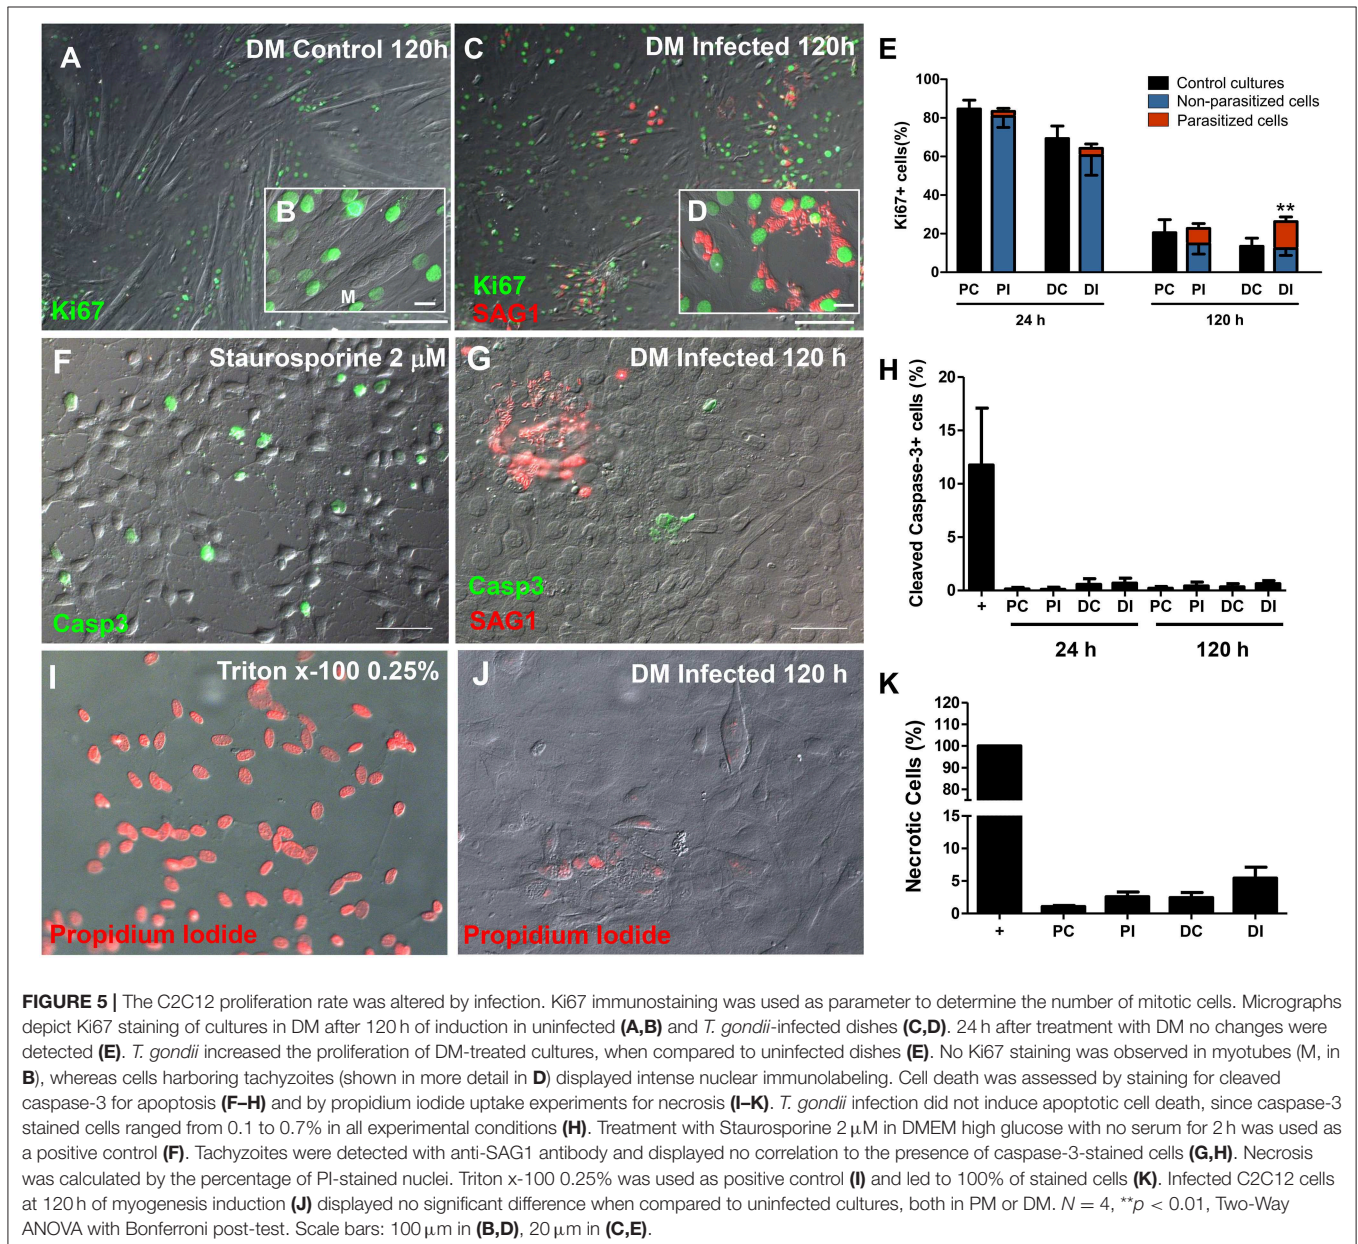 A
DM Control 120h
B
M
Ki67
C
DM Infected 120h
D
Ki67
SAG1
E
Ki67+ cells(%)
100
80
60
40
20
0
Control cultures
Non-parasitized cells
Parasitized cells
**
PC PI DC DI PC PI DC DI
24 h 120 h
F
Staurosporine 2 µM
Casp3
G
DM Infected 120 h
Casp3
SAG1
H
Cleaved Caspase-3+ cells (%)
20
15
10
5
0
+ PC PI DC DI PC PI DC DI
24 h 120 h
I
Triton x-100 0.25%
Propidium Iodide
J
DM Infected 120 h
Propidium Iodide
K
Necrotic Cells (%)
120
110
100
90
80
15
10
5
0
+ PC PI DC DI
FIGURE 5 | The C2C12 proliferation rate was altered by infection. Ki67 immunostaining was used as parameter to determine the number of mitotic cells. Micrographs
depict Ki67 staining of cultures in DM after 120 h of induction in uninfected (A,B) and T. gondii-infected dishes (C,D). 24 h after treatment with DM no changes were
detected (E). T. gondii increased the proliferation of DM-treated cultures, when compared to uninfected dishes (E). No Ki67 staining was observed in myotubes (M, in
B), whereas cells harboring tachyzoites (shown in more detail in D) displayed intense nuclear immunolabeling. Cell death was assessed by staining for cleaved
caspase-3 for apoptosis (F–H) and by propidium iodide uptake experiments for necrosis (I–K). T. gondii infection did not induce apoptotic cell death, since caspase-3
stained cells ranged from 0.1 to 0.7% in all experimental conditions (H). Treatment with Staurosporine 2 µM in DMEM high glucose with no serum for 2 h was used as
a positive control (F). Tachyzoites were detected with anti-SAG1 antibody and displayed no correlation to the presence of caspase-3-stained cells (G,H). Necrosis
was calculated by the percentage of PI-stained nuclei. Triton x-100 0.25% was used as positive control (I) and led to 100% of stained cells (K). Infected C2C12 cells
at 120 h of myogenesis induction (J) displayed no significant difference when compared to uninfected cultures, both in PM or DM. N = 4, **p < 0.01, Two-Way
ANOVA with Bonferroni post-test. Scale bars: 100 µm in (B,D), 20 µm in (C,E).